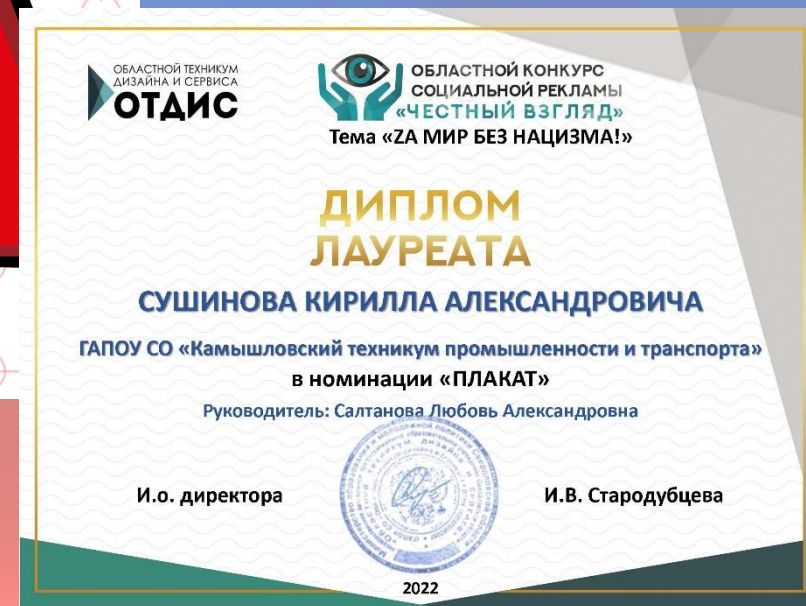 ОБЛАСТНОЙ ТЕХНИКУМ
ДИЗАЙНА И СЕРВИСА
ОТДИС
ОБЛАСТНОЙ КОНКУРС
СОЦИАЛЬНОЙ РЕКЛАМЫ
«ЧЕСТНЫЙ ВЗГЛЯД»
Тема «ZА МИР БЕЗ НАЦИЗМА!»
ДИПЛОМ
ЛАУРЕАТА
СУШИНОВА КИРИЛЛА АЛЕКСАНДРОВИЧА
ГАПОУ СО «Камышловский техникум промышленности и транспорта»
в номинации «ПЛАКАТ»
Руководитель: Салтанова Любовь Александровна
И.о. директора
И.В. Стародубцева
2022